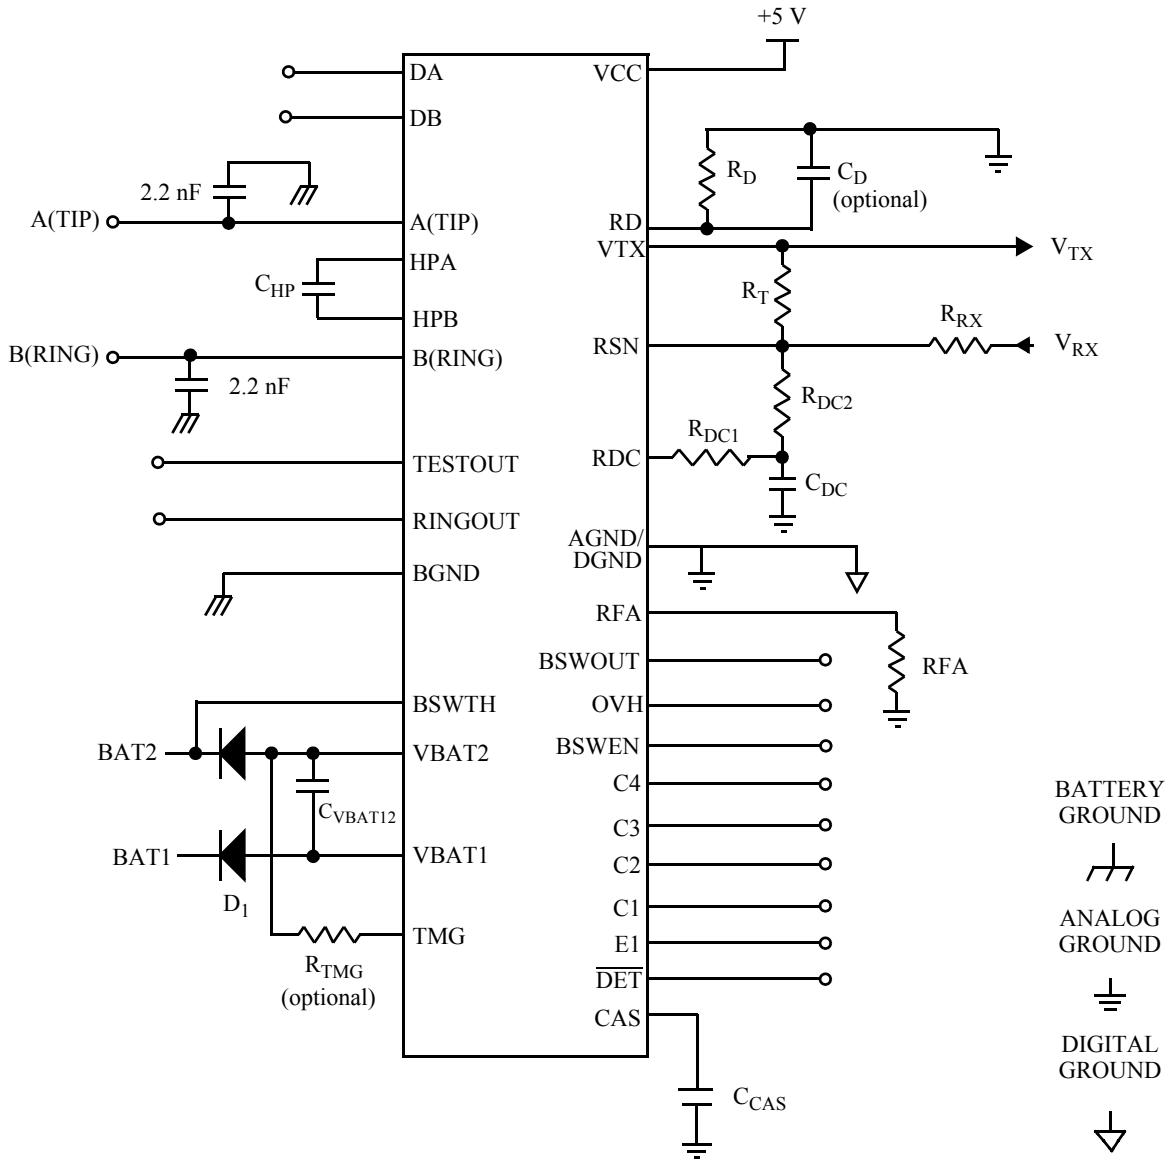 +5 V
DA
VCC
DB
R_D
C_D
(optional)
2.2 nF
A(TIP)
A(TIP)
RD
VTX
V_TX
HPA
C_HP
R_T
HPB
R_RX
B(RING)
B(RING)
RSN
V_RX
2.2 nF
R_DC2
R_DC1
TESTOUT
RDC
C_DC
RINGOUT
AGND/
DGND
BGND
RFA
BSWOUT
RFA
BSWTH
OVH
BAT2
VBAT2
BSWEN
C4
C_VBAT12
C3
BATTERY
GROUND
BAT1
VBAT1
C2
D_1
C1
ANALOG
GROUND
TMG
E1
R_TMG
(optional)
DET
CAS
DIGITAL
GROUND
C_CAS